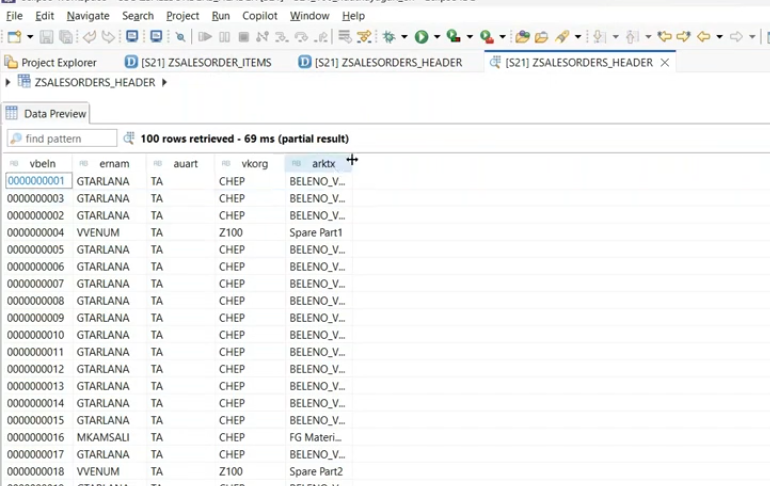 File Edit Navigate Search Project Run Copilot Window Help
Project Explorer [S21] ZSALESORDER_ITEMS [S21] ZSALESORDERS_HEADER [S21] ZSALESORDERS_HEADER
ZSALESORDERS_HEADER
Data Preview
find pattern 100 rows retrieved - 69 ms (partial result)
vbeln ernam auart vkorg arktx
0000000001 GTARLANA TA CHEP BELENO_V...
0000000003 GTARLANA TA CHEP BELENO_V...
0000000002 GTARLANA TA CHEP BELENO_V...
0000000004 VVENUM TA Z100 Spare Part1
0000000005 GTARLANA TA CHEP BELENO_V...
0000000006 GTARLANA TA CHEP BELENO_V...
0000000007 GTARLANA TA CHEP BELENO_V...
0000000008 GTARLANA TA CHEP BELENO_V...
0000000009 GTARLANA TA CHEP BELENO_V...
0000000010 GTARLANA TA CHEP BELENO_V...
0000000011 GTARLANA TA CHEP BELENO_V...
0000000012 GTARLANA TA CHEP BELENO_V...
0000000013 GTARLANA TA CHEP BELENO_V...
0000000014 GTARLANA TA CHEP BELENO_V...
0000000015 GTARLANA TA CHEP BELENO_V...
0000000016 MKAMSALI TA CHEP FG Materi...
0000000017 GTARLANA TA CHEP BELENO_V...
0000000018 VVENUM TA Z100 Spare Part2